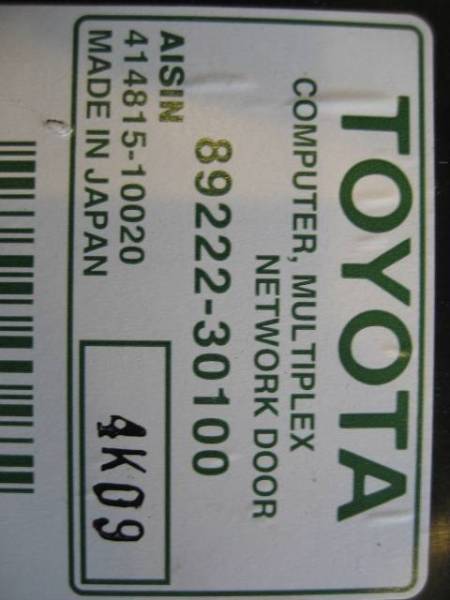 TOYOTA
COMPUTER, MULTIPLEX
NETWORK DOOR
89222-30100
AISIN
414815-10020
MADE IN JAPAN
4K09